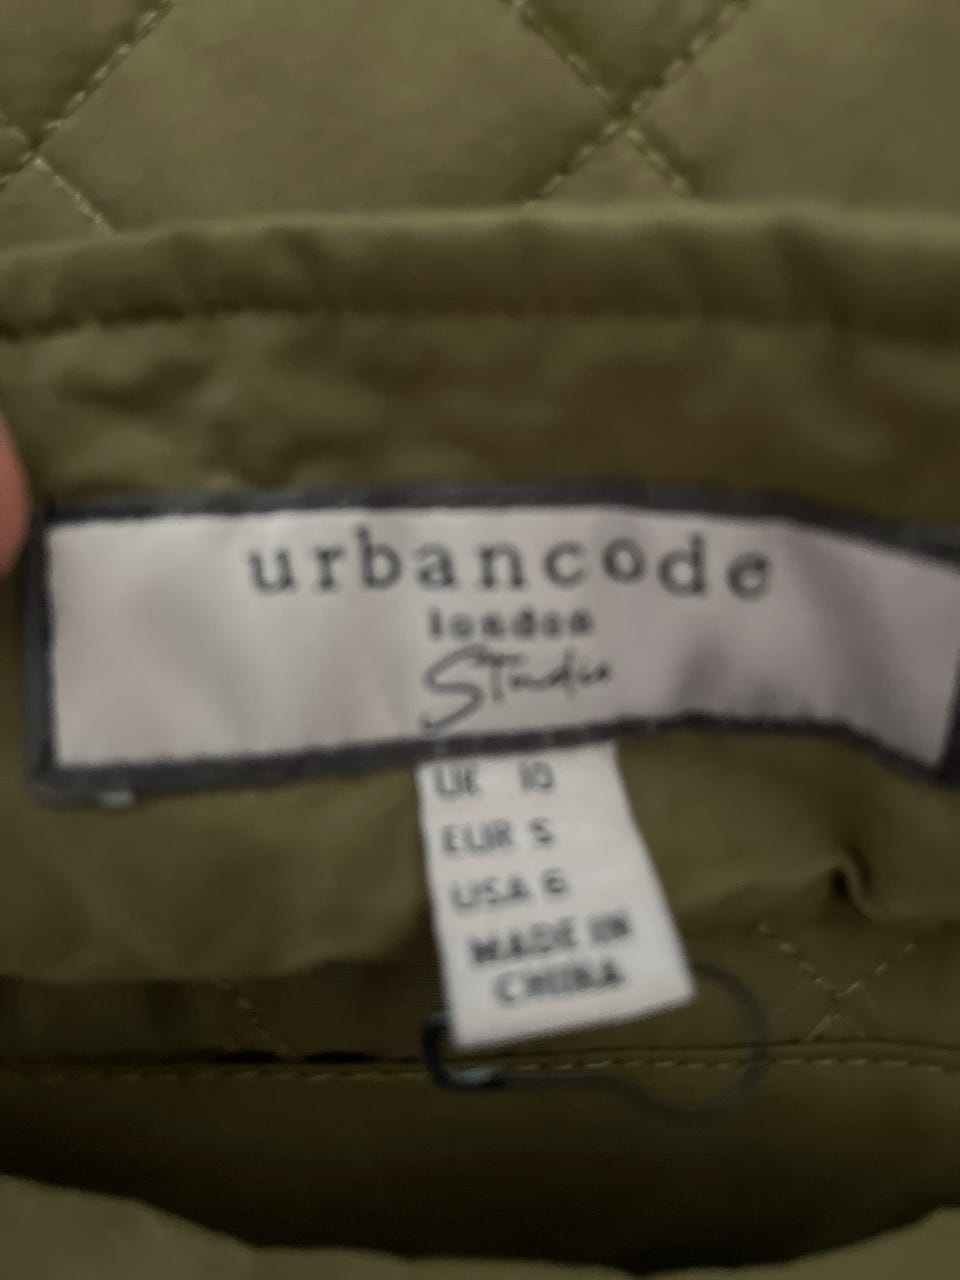 urbancode
london
Studio
UK 10
EUR S
USA 6
MADE IN
CHINA